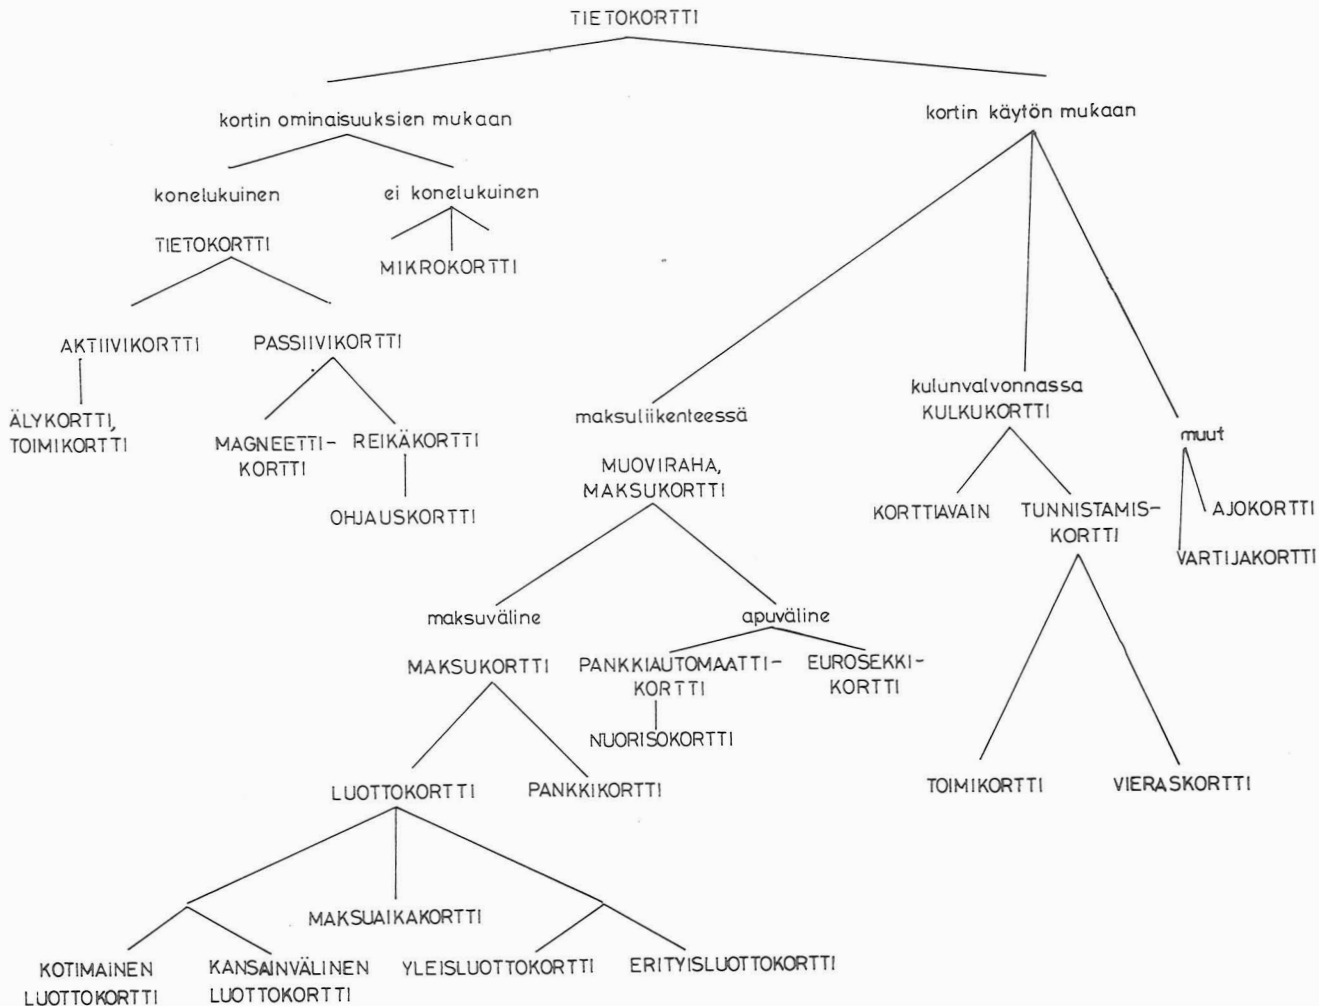 TIETOKORTTI
kortin ominaisuuksien mukaan
kortin käytön mukaan
konelukuinen
ei konelukuinen
TIETOKORTTI
MIKROKORTTI
AKTIIVIKORTTI
PASSIIVIKORTTI
ÄLYKORTTI,
TOIMIKORTTI
MAGNEETTI-
KORTTI
REIKÄKORTTI
OHJAUSKORTTI
maksuliikenteessä
MUOVIRAHA,
MAKSUKORTTI
kulunvalvonnassa
KULKUKORTTI
muut
KORTTIAVAIN
TUNNISTAMIS-
KORTTI
AJOKORTTI
VARTIJAKORTTI
maksuväline
apuväline
MAKSUKORTTI
PANKKIAUTOMAATTI-
KORTTI
EUROSEKKI-
KORTTI
NUORISOKORTTI
LUOTTOKORTTI
PANKKIKORTTI
TOIMIKORTTI
VIERASKORTTI
MAKSUAIKAKORTTI
KOTIMAINEN
LUOTTOKORTTI
KANSAINVÄLINEN
LUOTTOKORTTI
YLEISLUOTTOKORTTI
ERITYISLUOTTOKORTTI